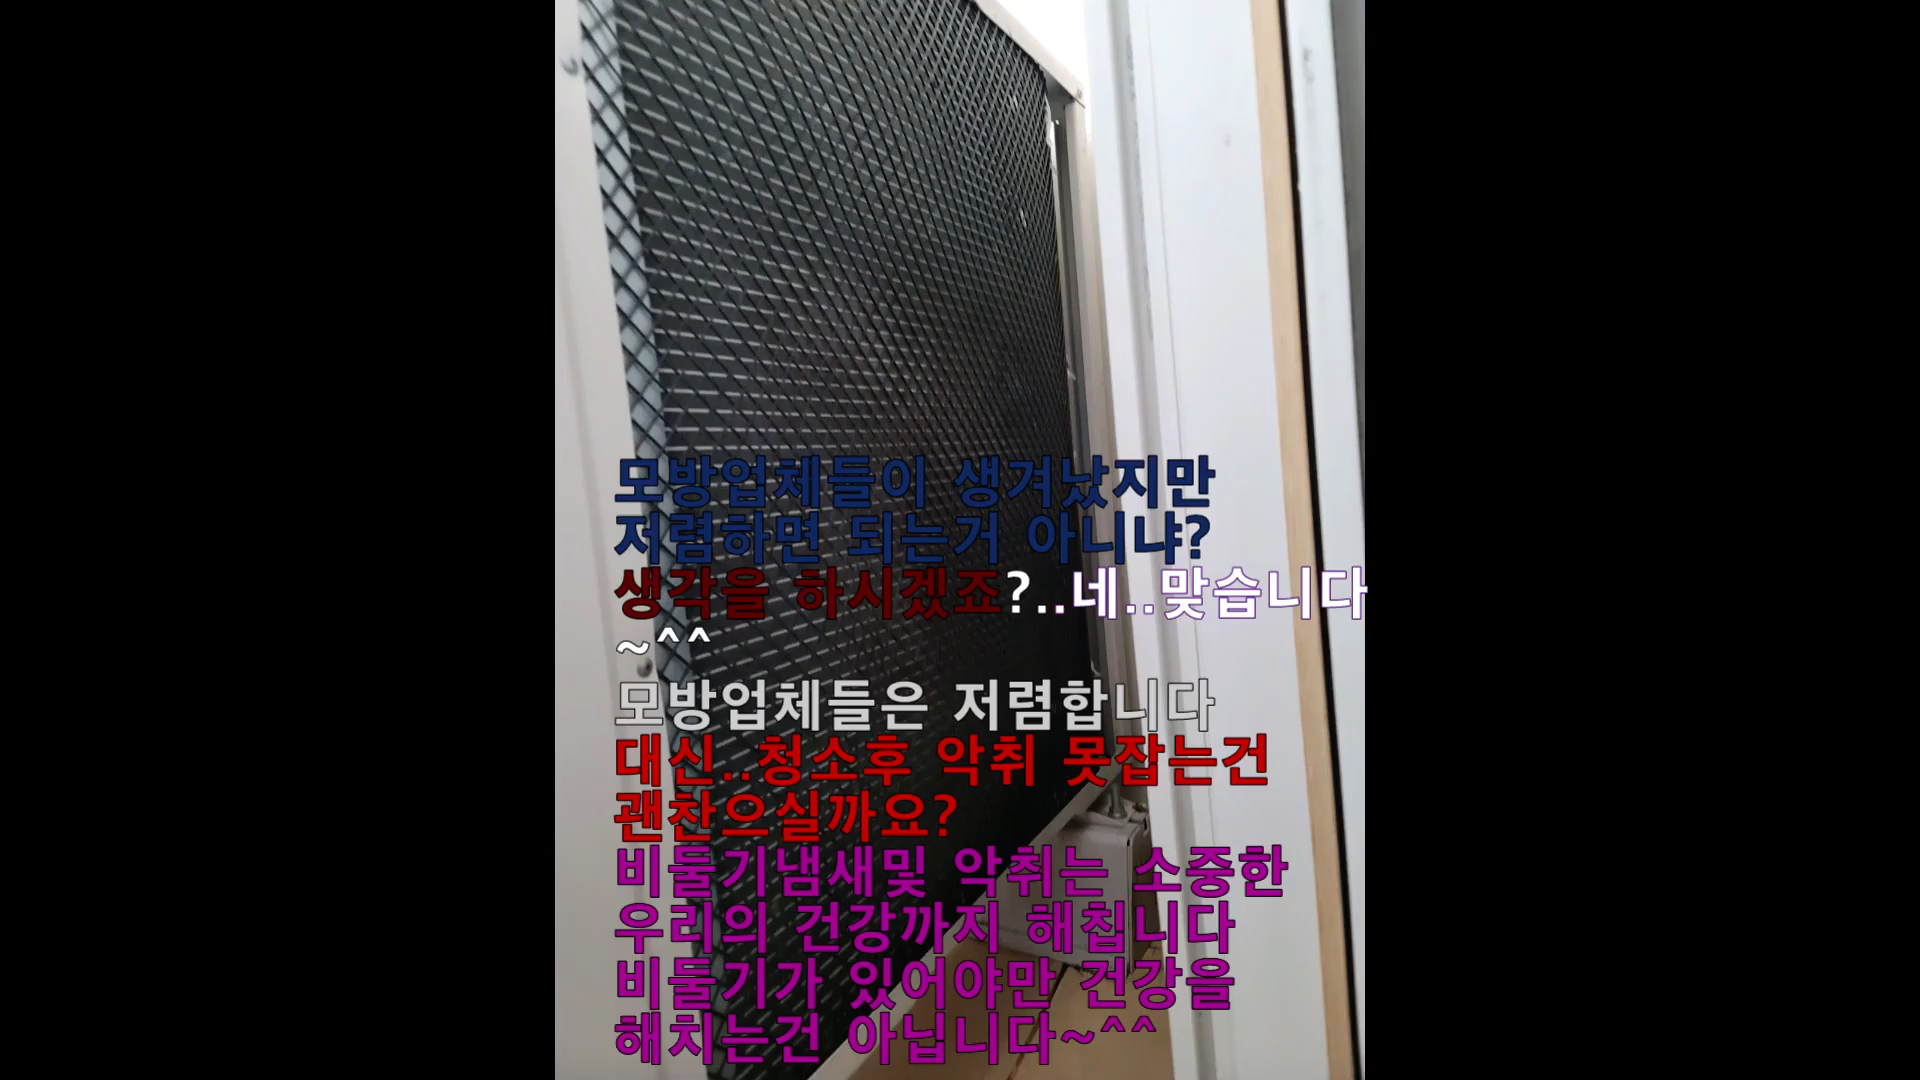 모방업체들이 생겨났지만
저렴하면 되는거 아니냐?
생각을 하시겠죠?..네..맞습니다
~^^
모방업체들은 저렴합니다
대신..청소후 악취 못잡는건
괜찬으실까요?
비둘기냄새및 악취는 소중한
우리의 건강까지 해칩니다
비둘기가 있어야만 건강을
해치는건 아닙니다~^^